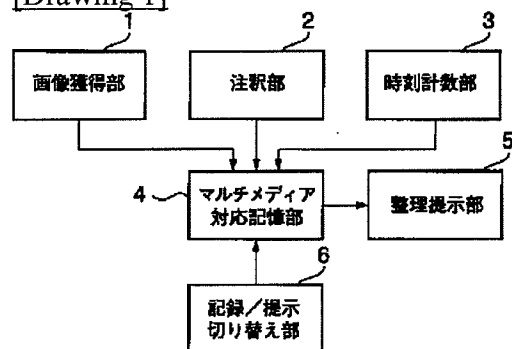 [Drawing 1]
1
画像獲得部
2
注釈部
3
時刻計数部
4
マルチメディア
対応記憶部
5
整理提示部
6
記録／提示
切り替え部